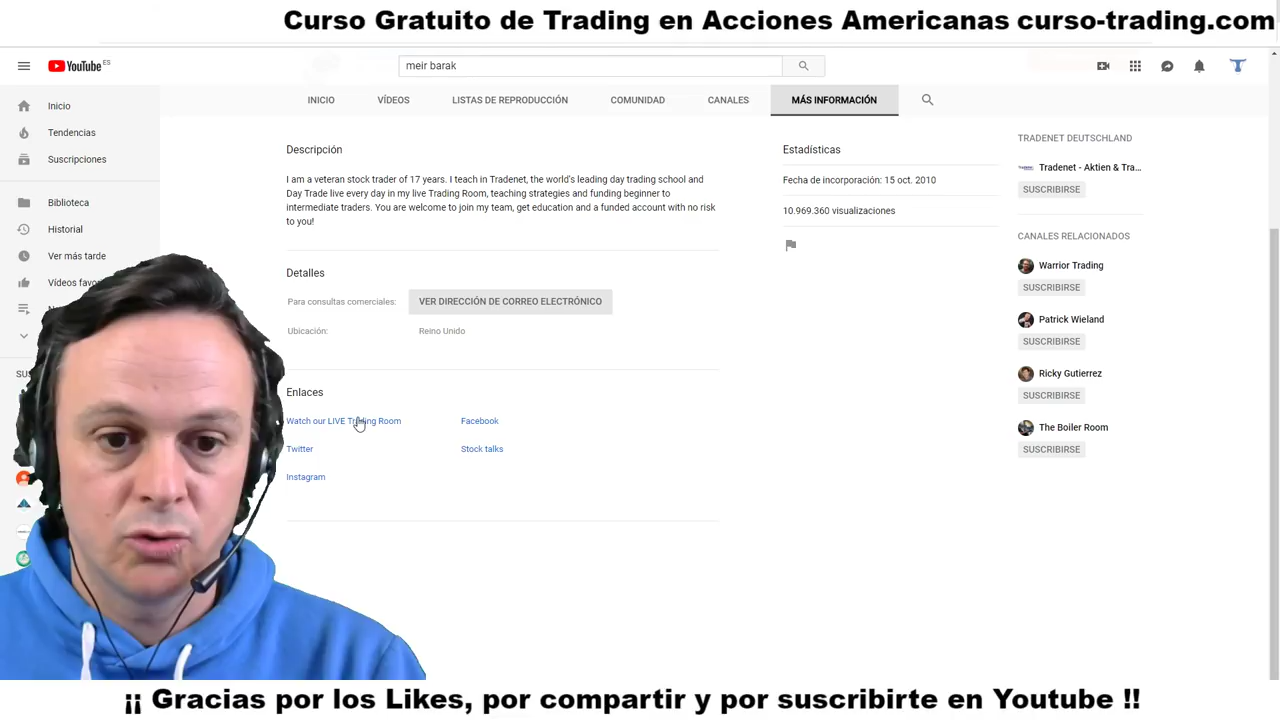 Curso Gratuito de Trading en Acciones Americanas curso-trading.com
YouTube ES
meir barak
Inicio
Tendencias
Suscripciones
Biblioteca
Historial
Ver más tarde
INICIO
VÍDEOS
LISTAS DE REPRODUCCIÓN
COMUNIDAD
CANALES
MÁS INFORMACIÓN
Descripción
I am a veteran stock trader of 17 years. I teach in Tradenet, the world's leading day trading school and
Day Trade live every day in my live Trading Room, teaching strategies and funding beginner to
intermediate traders. You are welcome to join my team, get education and a funded account with no risk
to you!
Detalles
Para consultas comerciales:
VER DIRECCIÓN DE CORREO ELECTRÓNICO
Ubicación:
Reino Unido
Enlaces
Watch our LIVE Trading Room
Facebook
Twitter
Stock talks
Instagram
Estadísticas
Fecha de incorporación: 15 oct. 2010
10.969.360 visualizaciones
TRADENET DEUTSCHLAND
Tradenet - Aktien & Tra...
SUSCRIBIRSE
CANALES RELACIONADOS
Warrior Trading
SUSCRIBIRSE
Patrick Wieland
SUSCRIBIRSE
Ricky Gutierrez
SUSCRIBIRSE
The Boiler Room
SUSCRIBIRSE
¡¡ Gracias por los Likes, por compartir y por suscribirte en Youtube !!